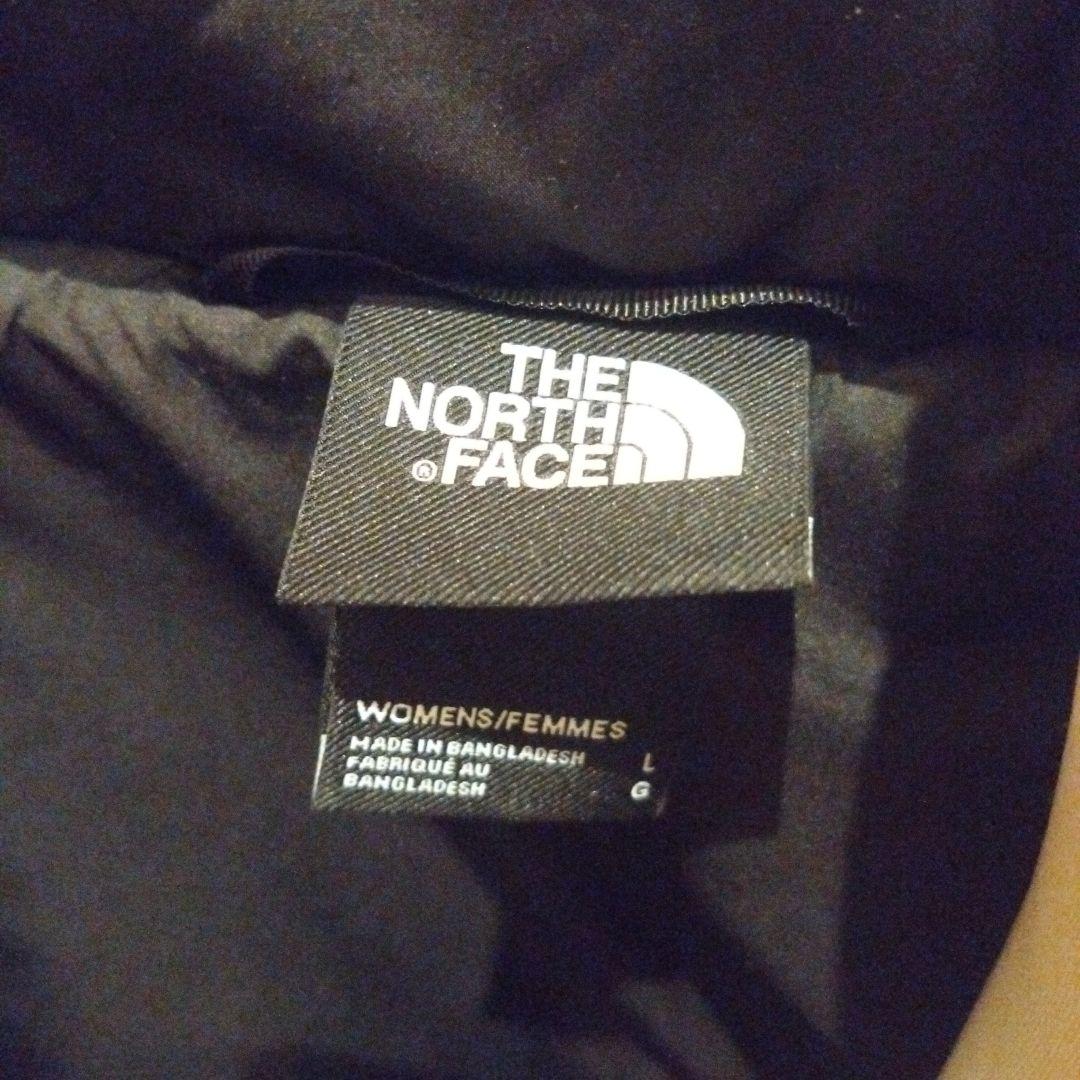 THE
NORTH
® FACE
WOMENS/FEMMES
MADE IN BANGLADESH L
FABRIQUÉ AU
BANGLADESH G